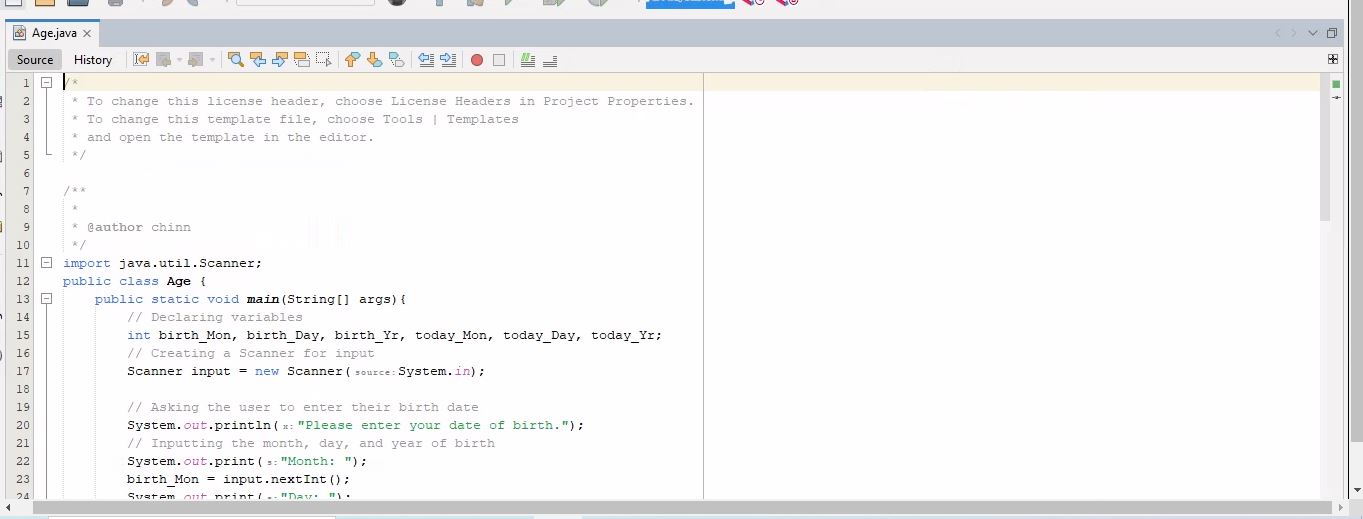 Age.java
Source History
1 /*
2 * To change this license header, choose License Headers in Project Properties.
3 * To change this template file, choose Tools | Templates
4 * and open the template in the editor.
5 */
6
7 /**
8 *
9 * @author chinn
10 */
11 import java.util.Scanner;
12 public class Age {
13 public static void main(String[] args){
14 // Declaring variables
15 int birth_Mon, birth_Day, birth_Yr, today_Mon, today_Day, today_Yr;
16 // Creating a Scanner for input
17 Scanner input = new Scanner( source: System.in);
18
19 // Asking the user to enter their birth date
20 System.out.println( x: "Please enter your date of birth.");
21 // Inputting the month, day, and year of birth
22 System.out.print( s: "Month: ");
23 birth_Mon = input.nextInt();
24 System.out.print( s: "Day: ");